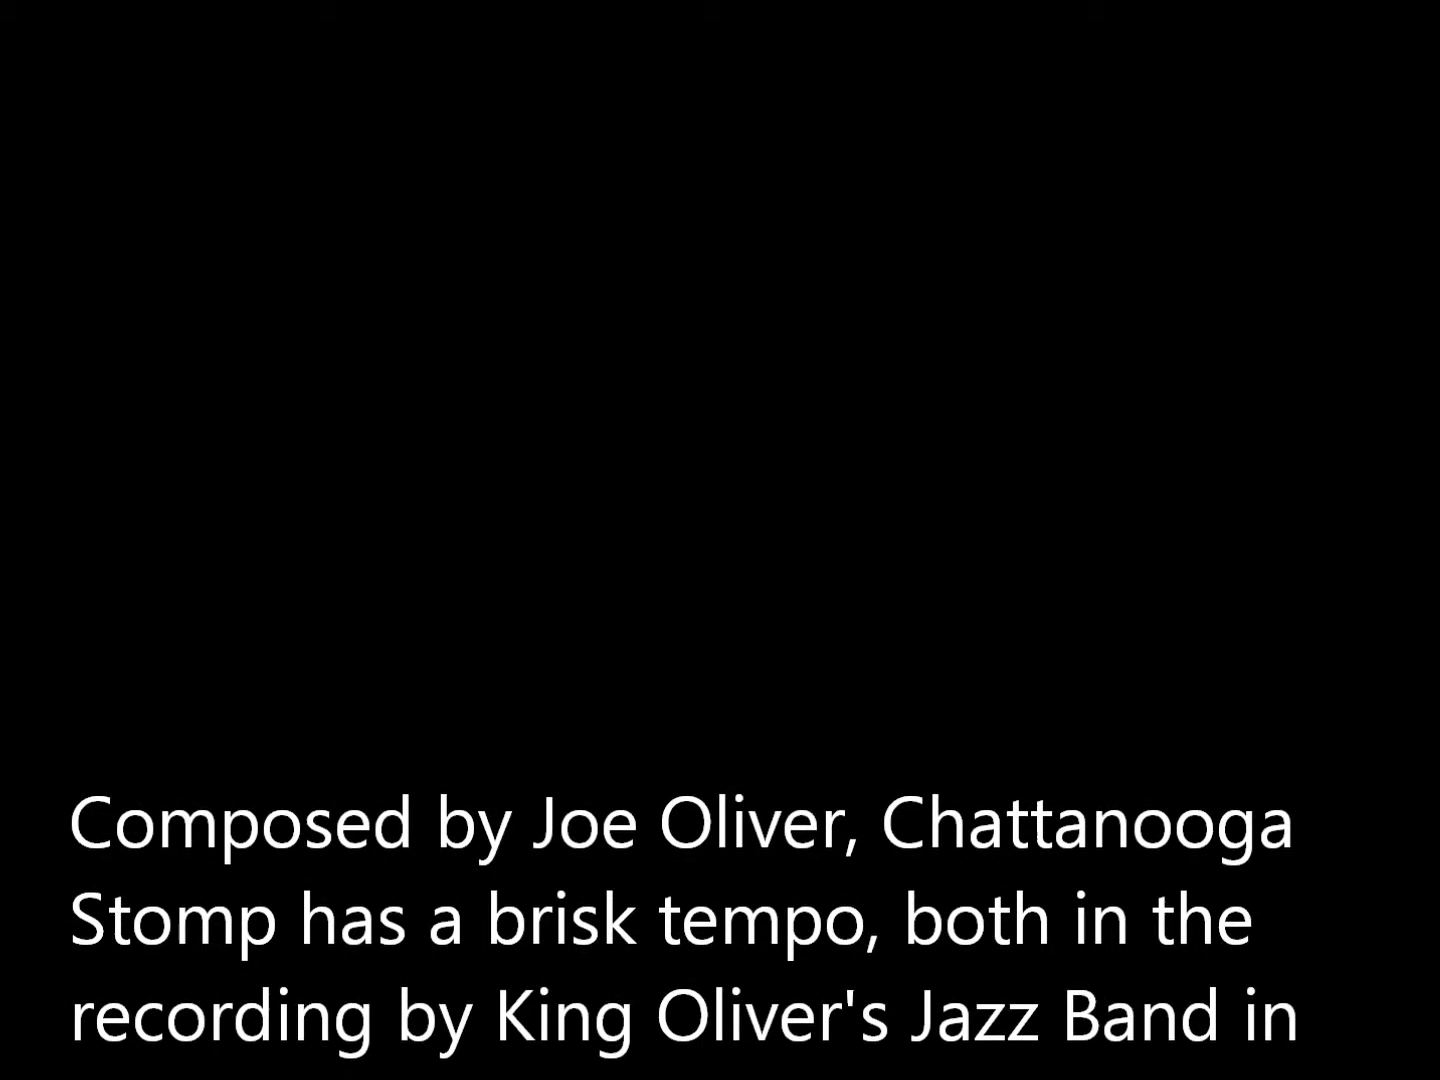 Composed by Joe Oliver, Chattanooga
Stomp has a brisk tempo, both in the
recording by King Oliver's Jazz Band in